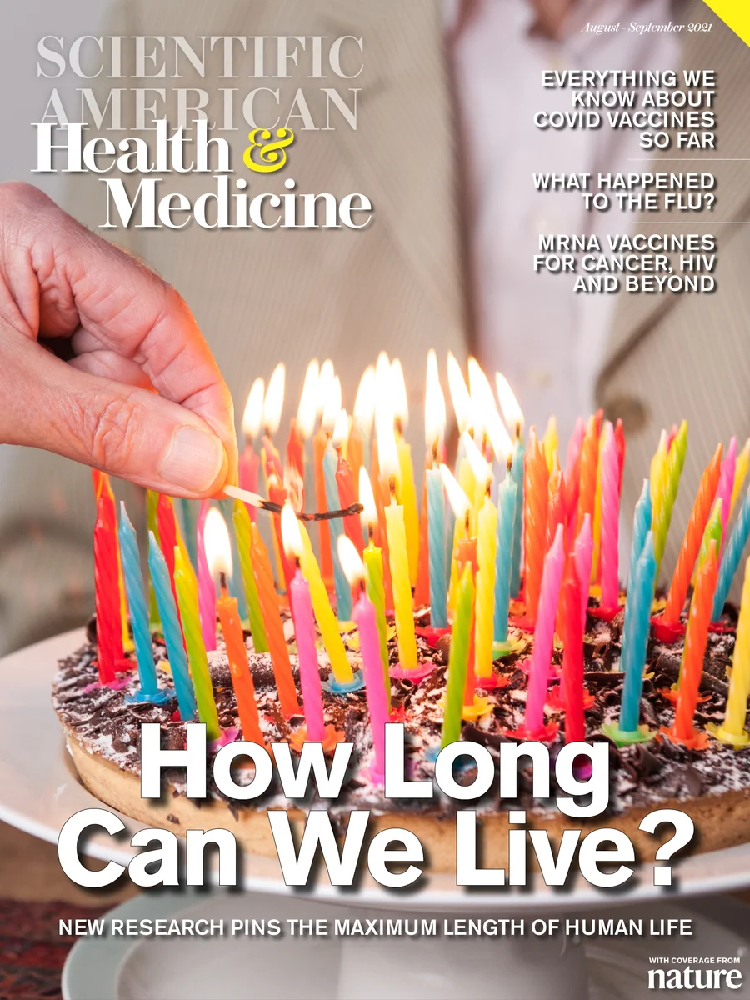 August - September 2021
SCIENTIFIC
AMERICAN
Health &
Medicine
EVERYTHING WE
KNOW ABOUT
COVID VACCINES
SO FAR
WHAT HAPPENED
TO THE FLU?
MRNA VACCINES
FOR CANCER, HIV
AND BEYOND
How Long
Can We Live?
NEW RESEARCH PINS THE MAXIMUM LENGTH OF HUMAN LIFE
WITH COVERAGE FROM
nature